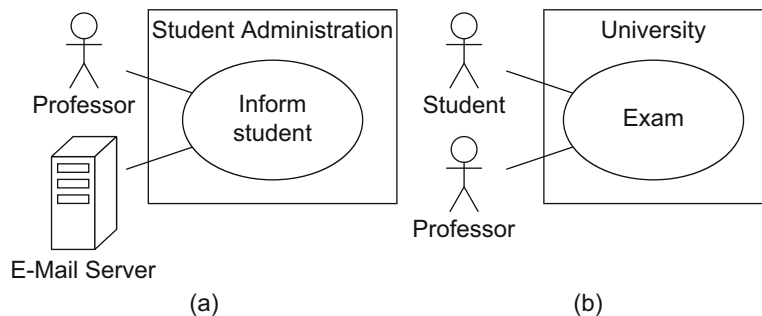 Student Administration
Professor
Inform
student
E-Mail Server
(a)
University
Student
Exam
Professor
(b)